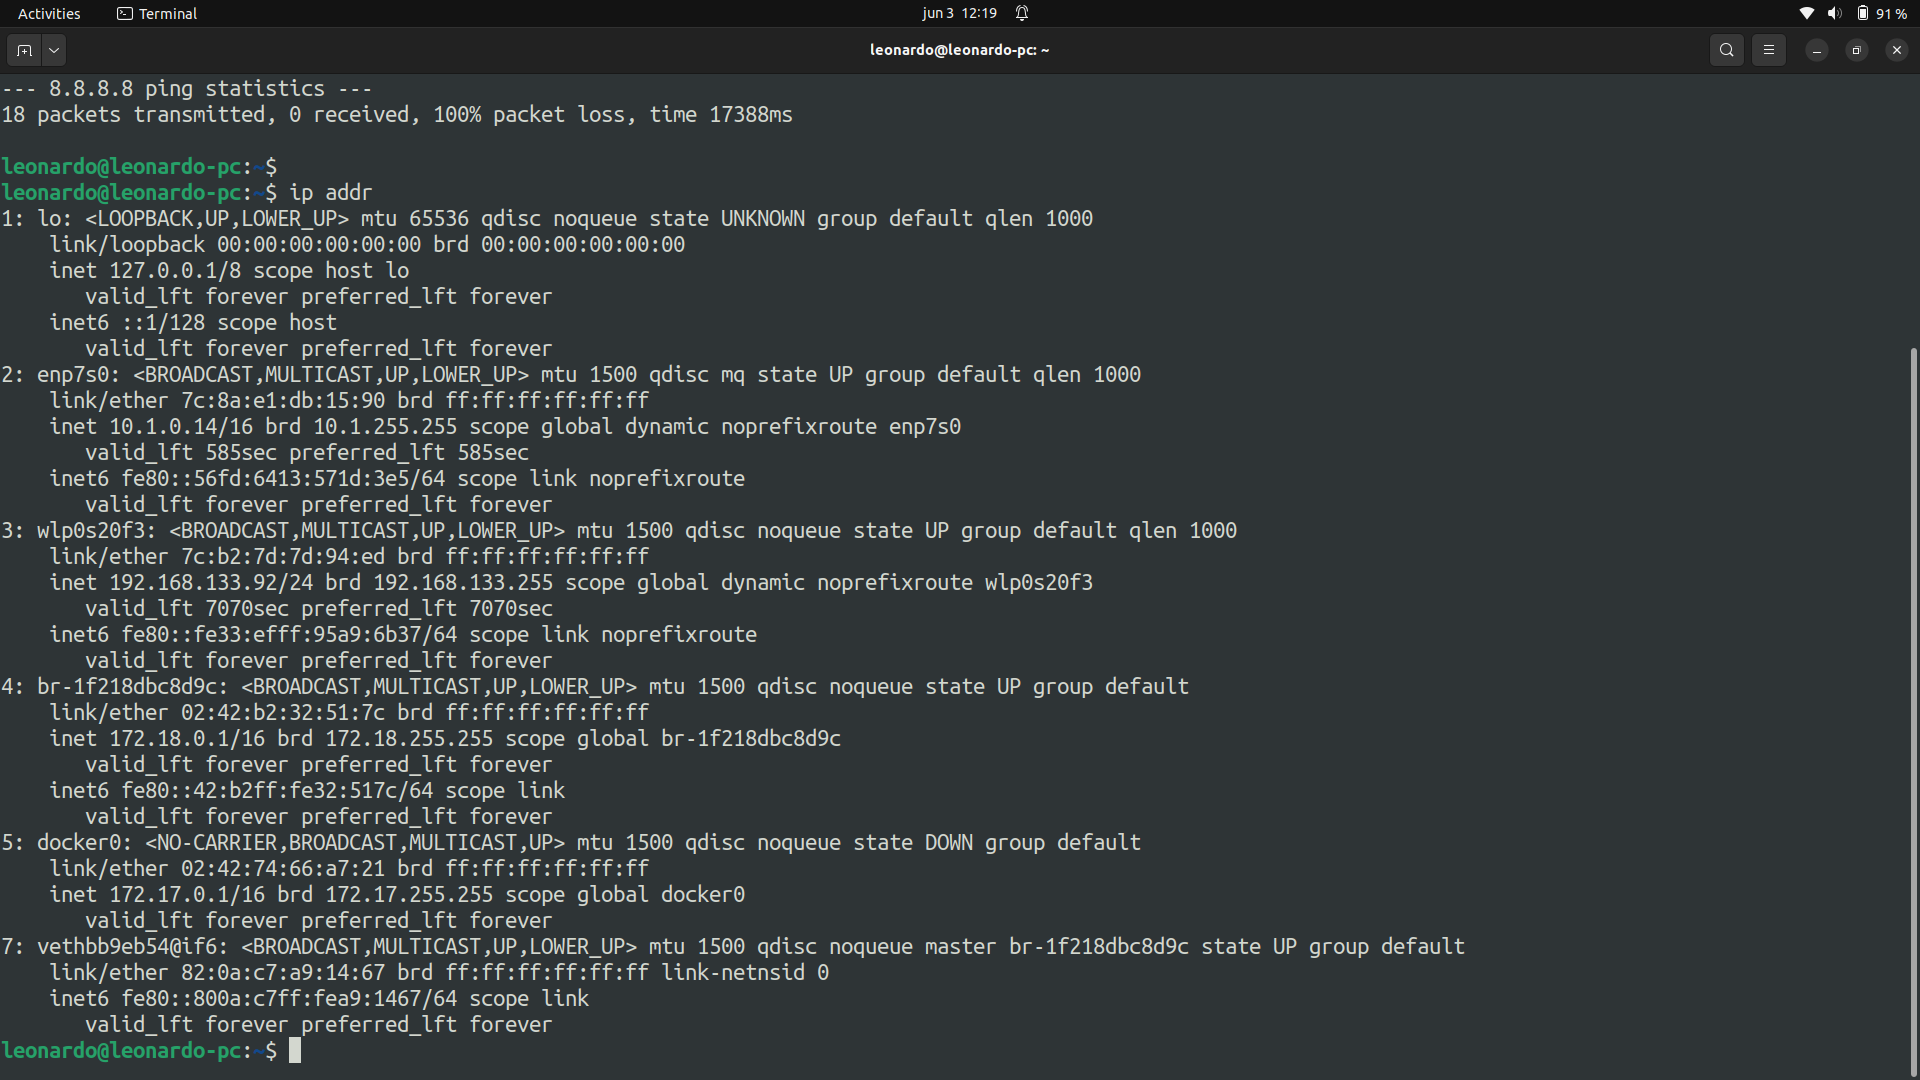 Activities Terminal jun 3 12:19 91 %
leonardo@leonardo-pc: ~
--- 8.8.8.8 ping statistics ---
18 packets transmitted, 0 received, 100% packet loss, time 17388ms
leonardo@leonardo-pc:~$
leonardo@leonardo-pc:~$ ip addr
1: lo: <LOOPBACK,UP,LOWER_UP> mtu 65536 qdisc noqueue state UNKNOWN group default qlen 1000
    link/loopback 00:00:00:00:00:00 brd 00:00:00:00:00:00
    inet 127.0.0.1/8 scope host lo
       valid_lft forever preferred_lft forever
    inet6 ::1/128 scope host
       valid_lft forever preferred_lft forever
2: enp7s0: <BROADCAST,MULTICAST,UP,LOWER_UP> mtu 1500 qdisc mq state UP group default qlen 1000
    link/ether 7c:8a:e1:db:15:90 brd ff:ff:ff:ff:ff:ff
    inet 10.1.0.14/16 brd 10.1.255.255 scope global dynamic noprefixroute enp7s0
       valid_lft 585sec preferred_lft 585sec
    inet6 fe80::56fd:6413:571d:3e5/64 scope link noprefixroute
       valid_lft forever preferred_lft forever
3: wlp0s20f3: <BROADCAST,MULTICAST,UP,LOWER_UP> mtu 1500 qdisc noqueue state UP group default qlen 1000
    link/ether 7c:b2:7d:7d:94:ed brd ff:ff:ff:ff:ff:ff
    inet 192.168.133.92/24 brd 192.168.133.255 scope global dynamic noprefixroute wlp0s20f3
       valid_lft 7070sec preferred_lft 7070sec
    inet6 fe80::fe33:efff:95a9:6b37/64 scope link noprefixroute
       valid_lft forever preferred_lft forever
4: br-1f218dbc8d9c: <BROADCAST,MULTICAST,UP,LOWER_UP> mtu 1500 qdisc noqueue state UP group default
    link/ether 02:42:b2:32:51:7c brd ff:ff:ff:ff:ff:ff
    inet 172.18.0.1/16 brd 172.18.255.255 scope global br-1f218dbc8d9c
       valid_lft forever preferred_lft forever
    inet6 fe80::42:b2ff:fe32:517c/64 scope link
       valid_lft forever preferred_lft forever
5: docker0: <NO-CARRIER,BROADCAST,MULTICAST,UP> mtu 1500 qdisc noqueue state DOWN group default
    link/ether 02:42:74:66:a7:21 brd ff:ff:ff:ff:ff:ff
    inet 172.17.0.1/16 brd 172.17.255.255 scope global docker0
       valid_lft forever preferred_lft forever
7: vethbb9eb54@if6: <BROADCAST,MULTICAST,UP,LOWER_UP> mtu 1500 qdisc noqueue master br-1f218dbc8d9c state UP group default
    link/ether 82:0a:c7:a9:14:67 brd ff:ff:ff:ff:ff:ff link-netnsid 0
    inet6 fe80::800a:c7ff:fea9:1467/64 scope link
       valid_lft forever preferred_lft forever
leonardo@leonardo-pc:~$